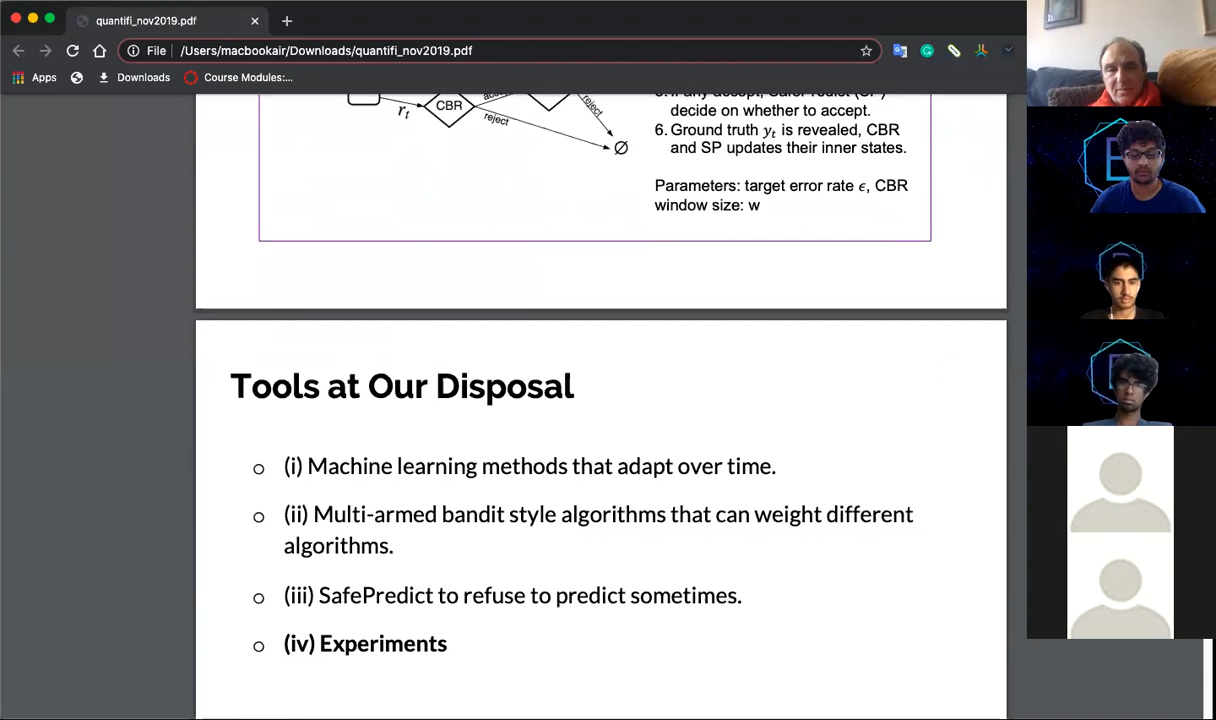 quantifi_nov2019.pdf
File /Users/macbookair/Downloads/quantifi_nov2019.pdf
Apps Downloads Course Modules:...
CBR
reject
reject
r_t
∅
decide on whether to accept.
6. Ground truth y_t is revealed, CBR
and SP updates their inner states.
Parameters: target error rate ϵ, CBR
window size: w
Tools at Our Disposal
(i) Machine learning methods that adapt over time.
(ii) Multi-armed bandit style algorithms that can weight different
algorithms.
(iii) SafePredict to refuse to predict sometimes.
(iv) Experiments